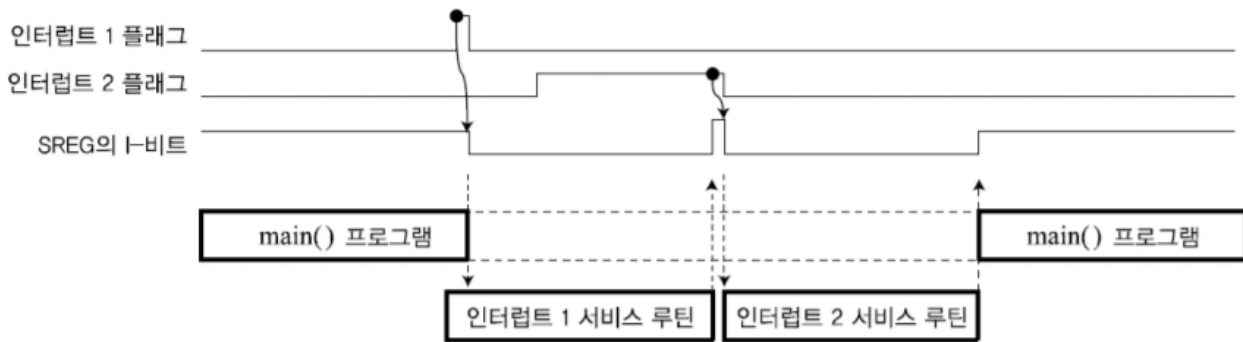 인터럽트 1 플래그
인터럽트 2 플래그
SREG의 I-비트
main() 프로그램
main() 프로그램
인터럽트 1 서비스 루틴
인터럽트 2 서비스 루틴